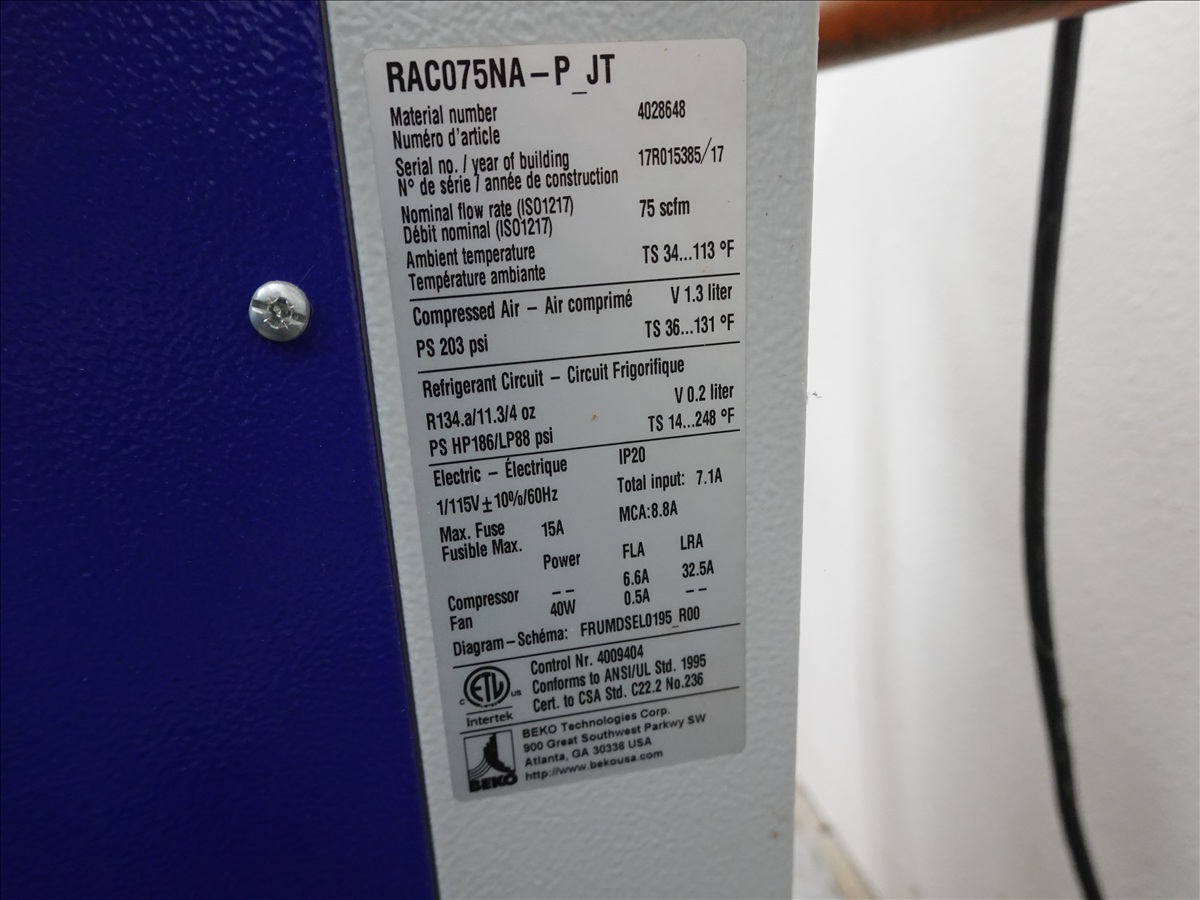 RAC075NA – P_JT
Material number 4028648
Numéro d'article
Serial no. / year of building 17R015385/17
N° de série / année de construction
Nominal flow rate (ISO1217) 75 scfm
Débit nominal (ISO1217)
Ambient temperature TS 34...113 °F
Température ambiante
Compressed Air – Air comprimé V 1.3 liter
PS 203 psi TS 36...131 °F
Refrigerant Circuit – Circuit Frigorifique
R134.a/11.3/4 oz V 0.2 liter
PS HP186/LP88 psi TS 14...248 °F
Electric – Électrique IP20
1/115V±10%/60Hz Total input: 7.1A
Max. Fuse 15A MCA:8.8A
Fusible Max.
Power FLA LRA
Compressor -- 6.6A 32.5A
Fan 40W 0.5A --
Diagram–Schéma: FRUMDSEL0195_R00
C ETL US
Intertek
Control Nr. 4009404
Conforms to ANSI/UL Std. 1995
Cert. to CSA Std. C22.2 No.236
BEKO
BEKO Technologies Corp.
900 Great Southwest Parkwy SW
Atlanta, GA 30336 USA
http://www.bekousa.com